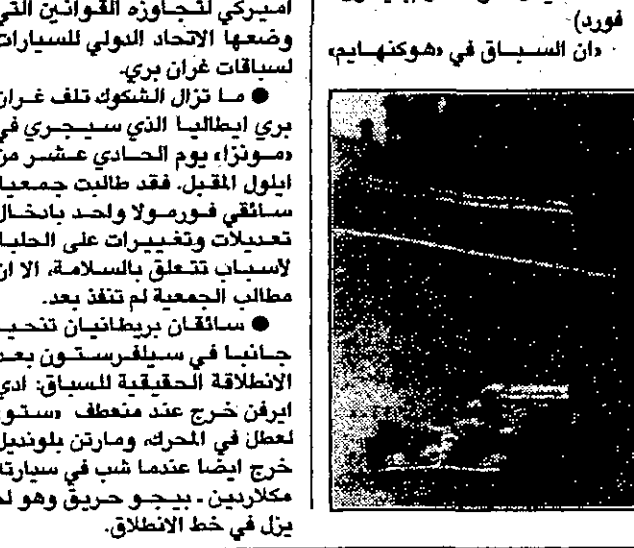 فورد)
«ان السباق في «هوكنهايم»
اميركي لتجاوزه القوانين التي
وضعها الاتحاد الدولي للسيارات
لسباقات غران بري.
● ما تزال الشكوك تلف غران
بري ايطاليا الذي سيجري في
«مونزا» يوم الحادي عشر من
ايلول المقبل. فقد طالبت جمعية
سائقي فورمولا واحد بادخال
تعديلات وتغييرات على الحلبة
لأسباب تتعلق بالسلامة، الا ان
مطالب الجمعية لم تنفذ بعد.
● سائقان بريطانيان تنحيا
جانبا في سيلفرستون بعد
الانطلاقة الحقيقية للسباق: ادي
ايرفن خرج عند منعطف «ستو»
لعطل في المحرك، ومارتن بلونديل
خرج ايضا عندما شب في سيارته
مكلارين ـ بيجو حريق وهو لم
يزل في خط الانطلاق.